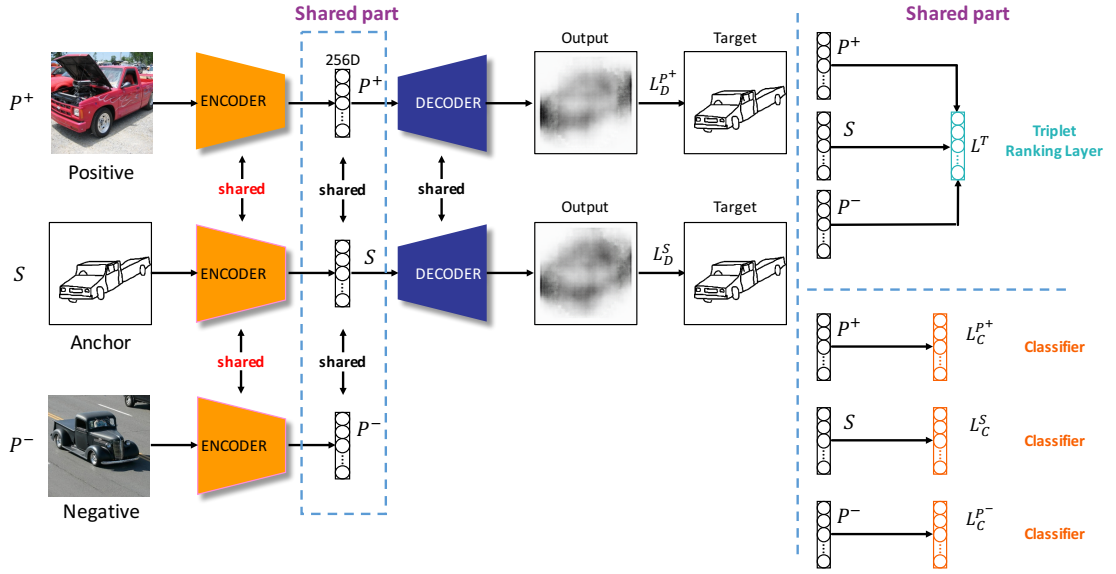 Shared part
Shared part
P⁺
Positive
ENCODER
256D
P⁺
DECODER
Output
L_D^{P⁺}
Target
shared
shared
shared
S
Anchor
ENCODER
S
DECODER
Output
L_D^S
Target
shared
shared
P⁻
Negative
ENCODER
P⁻
P⁺
S
P⁻
L^T
Triplet
Ranking Layer
P⁺
L_C^{P⁺}
Classifier
S
L_C^S
Classifier
P⁻
L_C^{P⁻}
Classifier